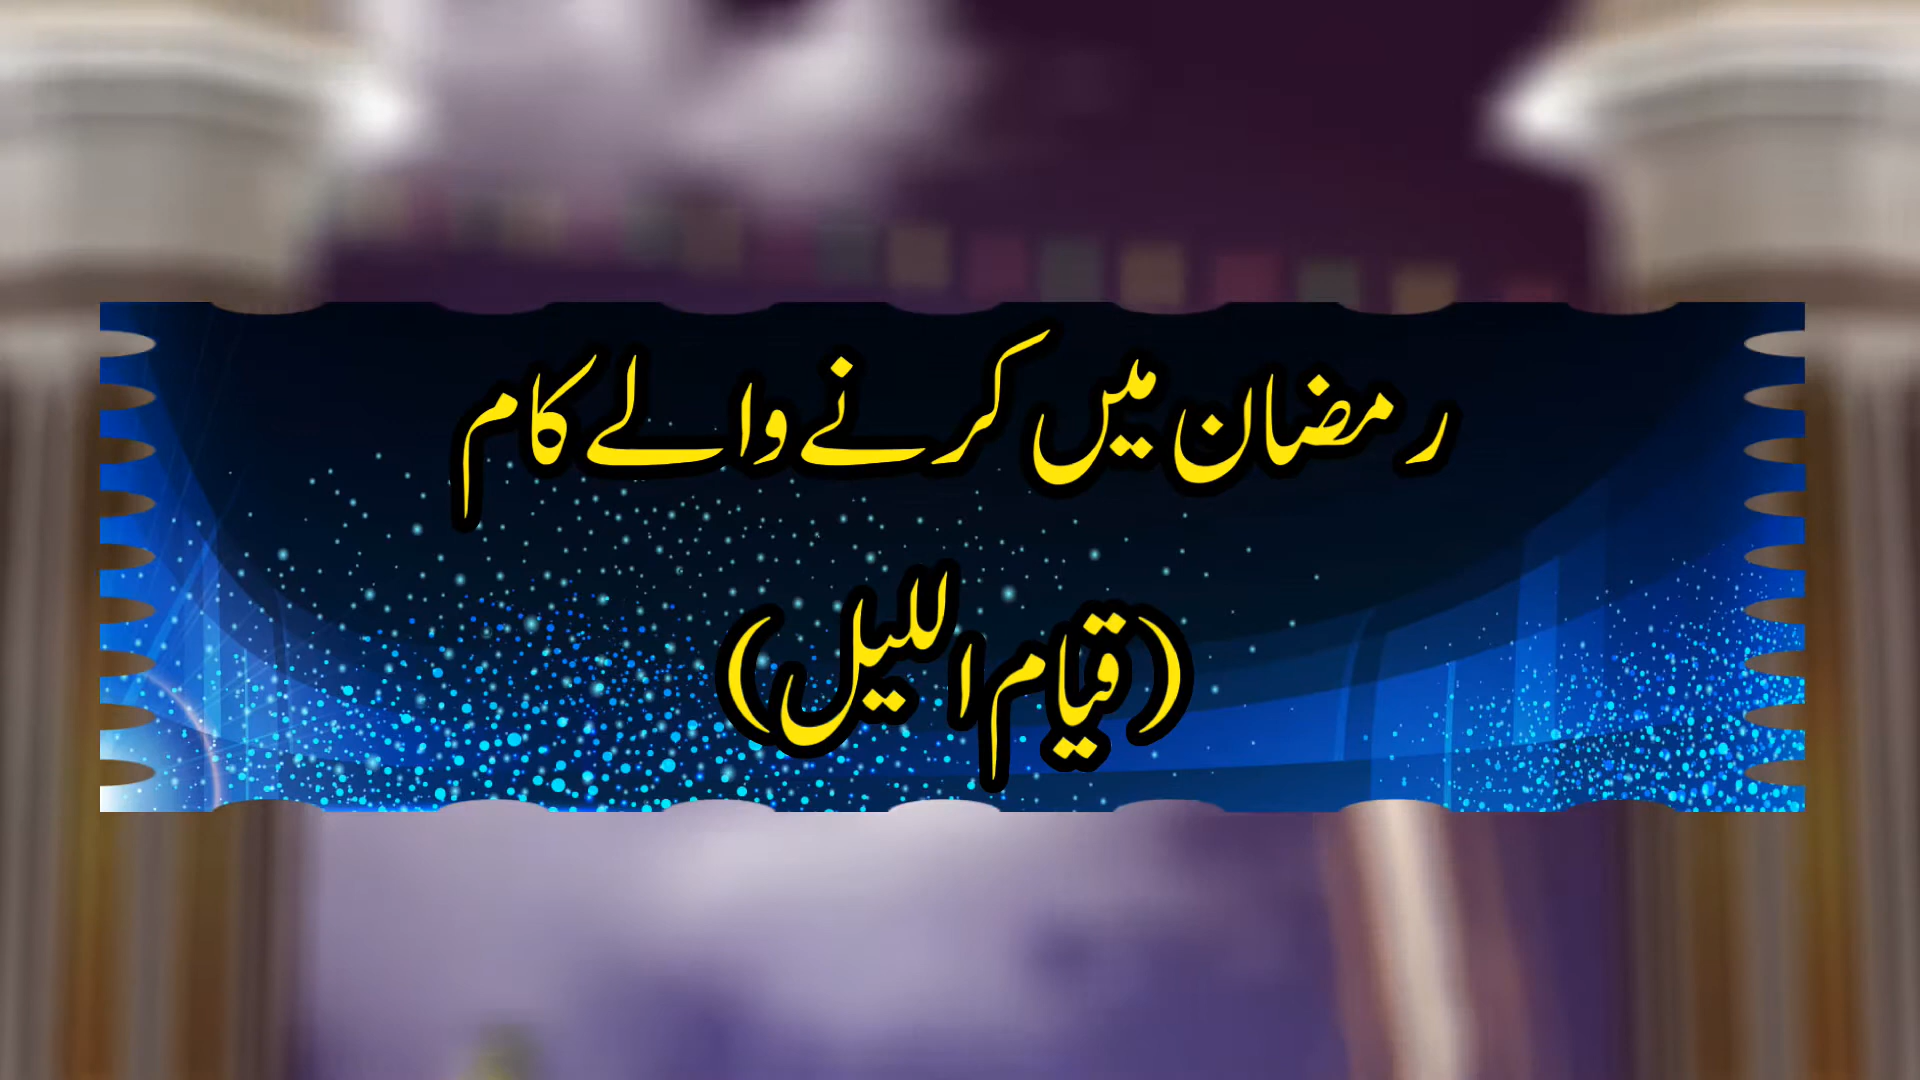 رمضان میں کرنے والے کام
(قیام اللیل)